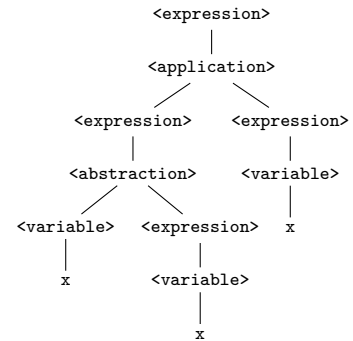 <expression>
<application>
<expression> <expression>
<abstraction> <variable>
<variable> <expression> x
x <variable>
x